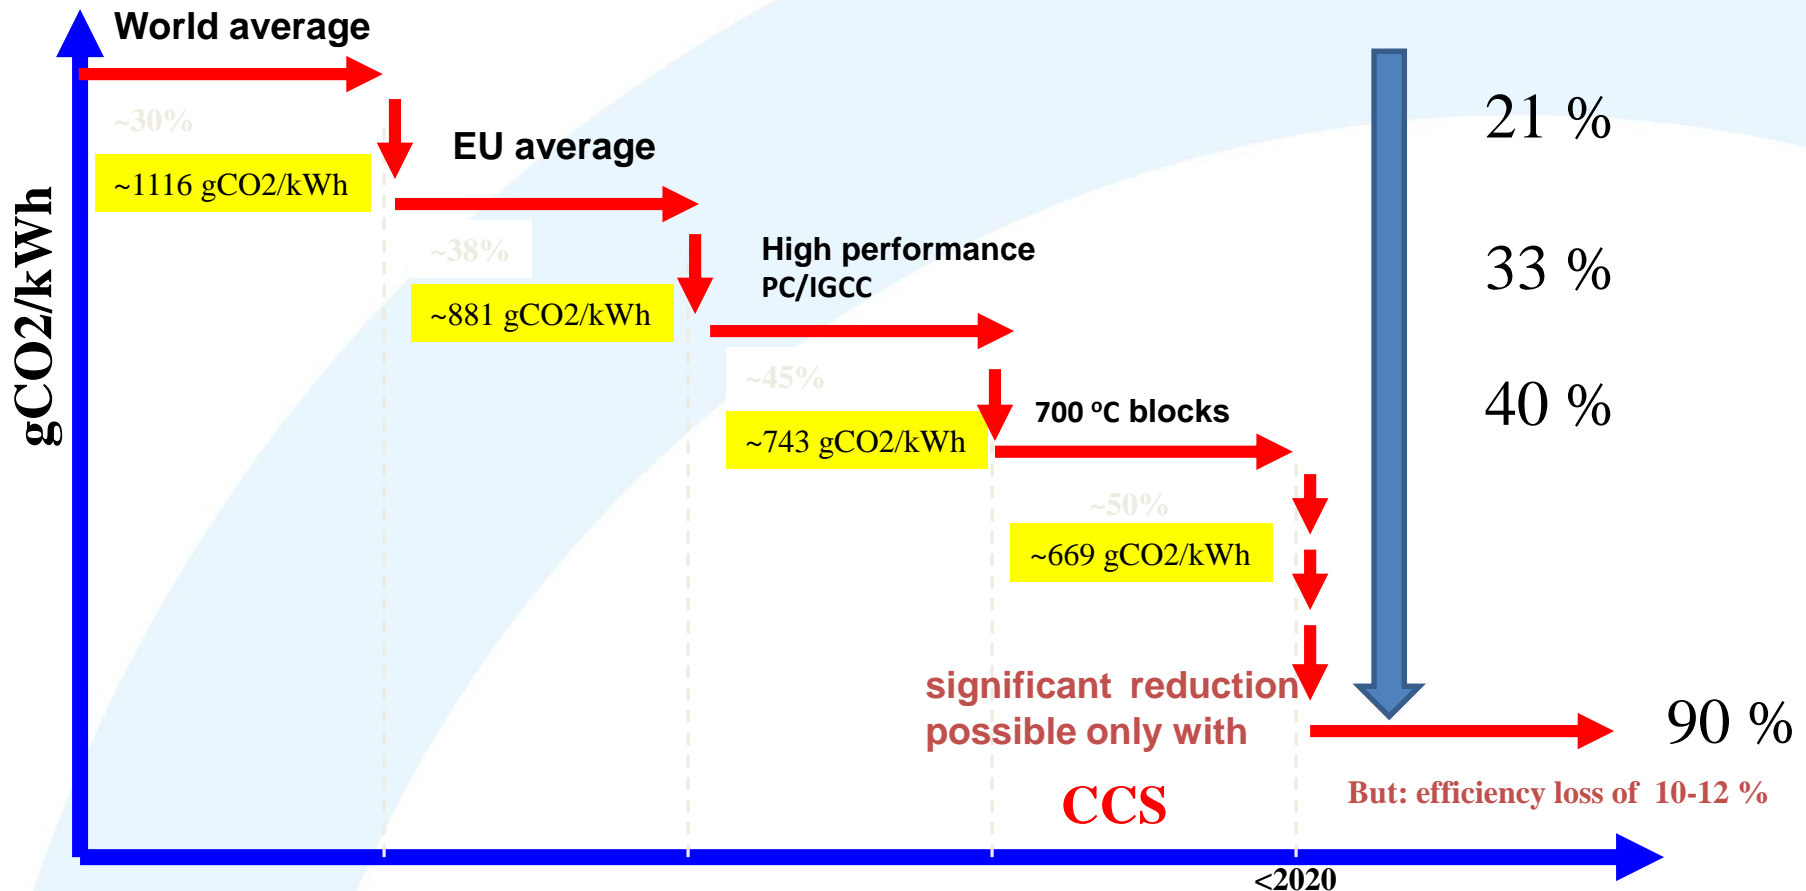 World average
~30%
~1116 gCO2/kWh
EU average
~38%
~881 gCO2/kWh
High performance
PC/IGCC
~45%
~743 gCO2/kWh
700 ºC blocks
~50%
~669 gCO2/kWh
significant reduction
possible only with
CCS
21 %
33 %
40 %
90 %
But: efficiency loss of 10-12 %
<2020
gCO2/kWh